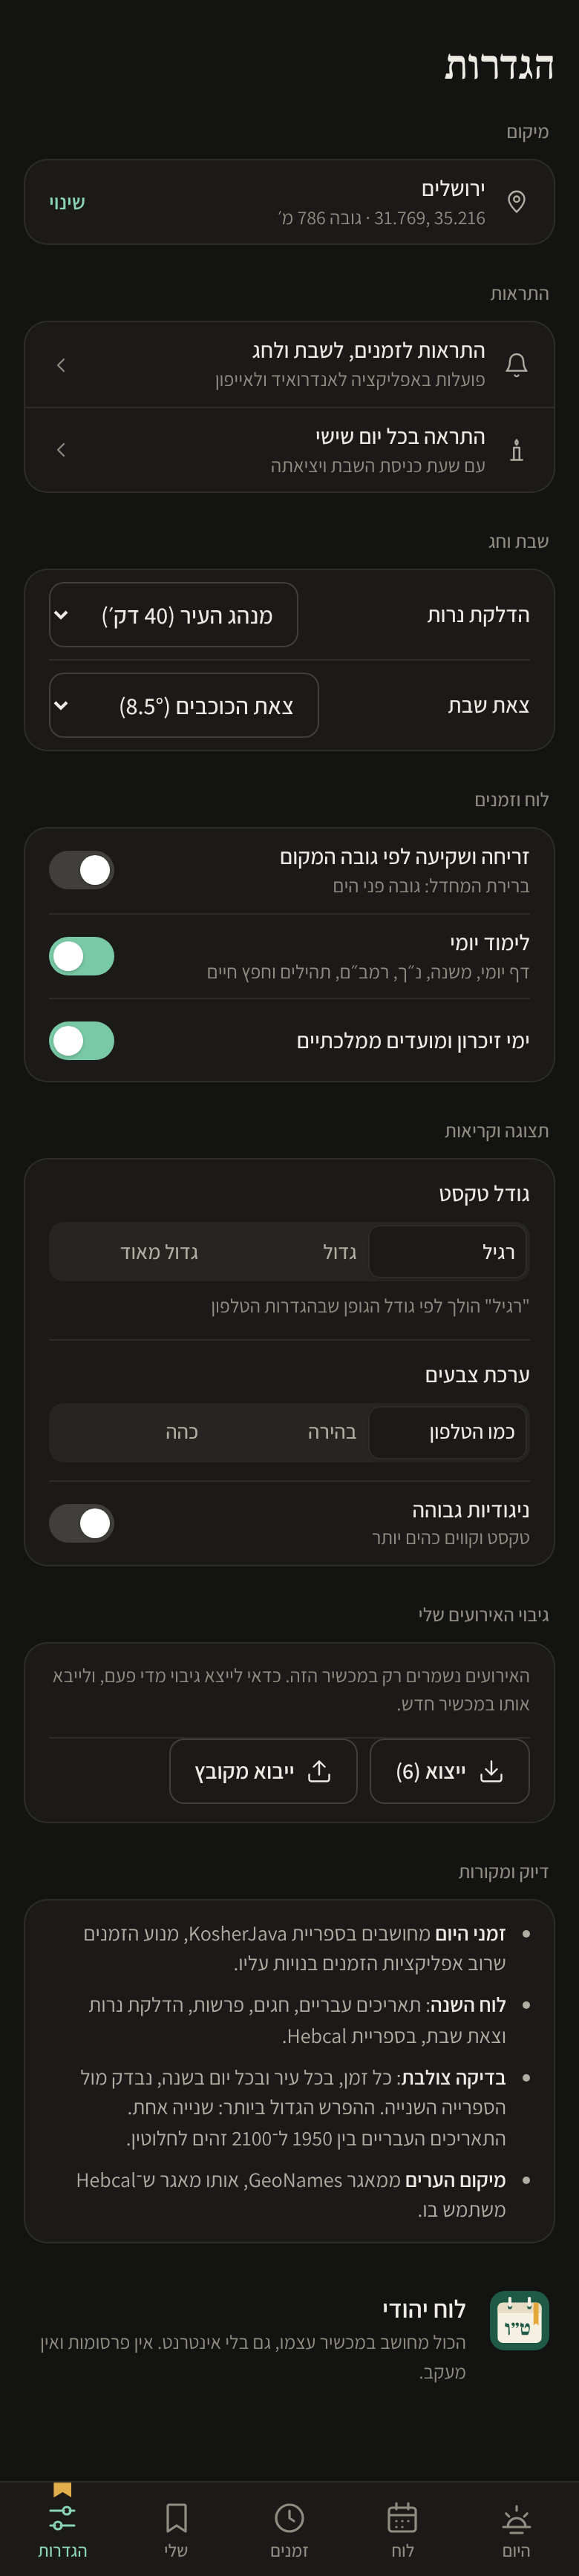 הגדרות
מיקום
ירושלים
31.769, 35.216 · גובה 786 מ׳
שינוי
התראות
התראות לזמנים, לשבת ולחג
פועלות באפליקציה לאנדרואיד ולאייפון
התראה בכל יום שישי
עם שעת כניסת השבת ויציאתה
שבת וחג
הדלקת נרות
מנהג העיר (40 דק׳)
צאת שבת
צאת הכוכבים (8.5°)
לוח וזמנים
זריחה ושקיעה לפי גובה המקום
ברירת המחדל: גובה פני הים
לימוד יומי
דף יומי, משנה, נ״ך, רמב״ם, תהילים וחפץ חיים
ימי זיכרון ומועדים ממלכתיים
תצוגה וקריאות
גודל טקסט
רגיל גדול גדול מאוד
"רגיל" הולך לפי גודל הגופן שבהגדרות הטלפון
ערכת צבעים
כמו הטלפון בהירה כהה
ניגודיות גבוהה
טקסט וקווים כהים יותר
גיבוי האירועים שלי
האירועים נשמרים רק במכשיר הזה. כדאי לייצא גיבוי מדי פעם, ולייבא
אותו במכשיר חדש.
ייצוא (6) ייבוא מקובץ
דיוק ומקורות
• זמני היום מחושבים בספריית KosherJava, מנוע הזמנים
שרוב אפליקציות הזמנים בנויות עליו.
• לוח השנה: תאריכים עבריים, חגים, פרשות, הדלקת נרות
וצאת שבת, בספריית Hebcal.
• בדיקה צולבת: כל זמן, בכל עיר ובכל יום בשנה, נבדק מול
הספרייה השנייה. ההפרש הגדול ביותר: שנייה אחת.
התאריכים העבריים בין 1950 ל־2100 זהים לחלוטין.
• מיקום הערים ממאגר GeoNames, אותו מאגר ש־Hebcal
משתמש בו.
ט״ו
לוח יהודי
הכול מחושב במכשיר עצמו, גם בלי אינטרנט. אין פרסומות ואין
מעקב.
היום לוח זמנים שלי הגדרות